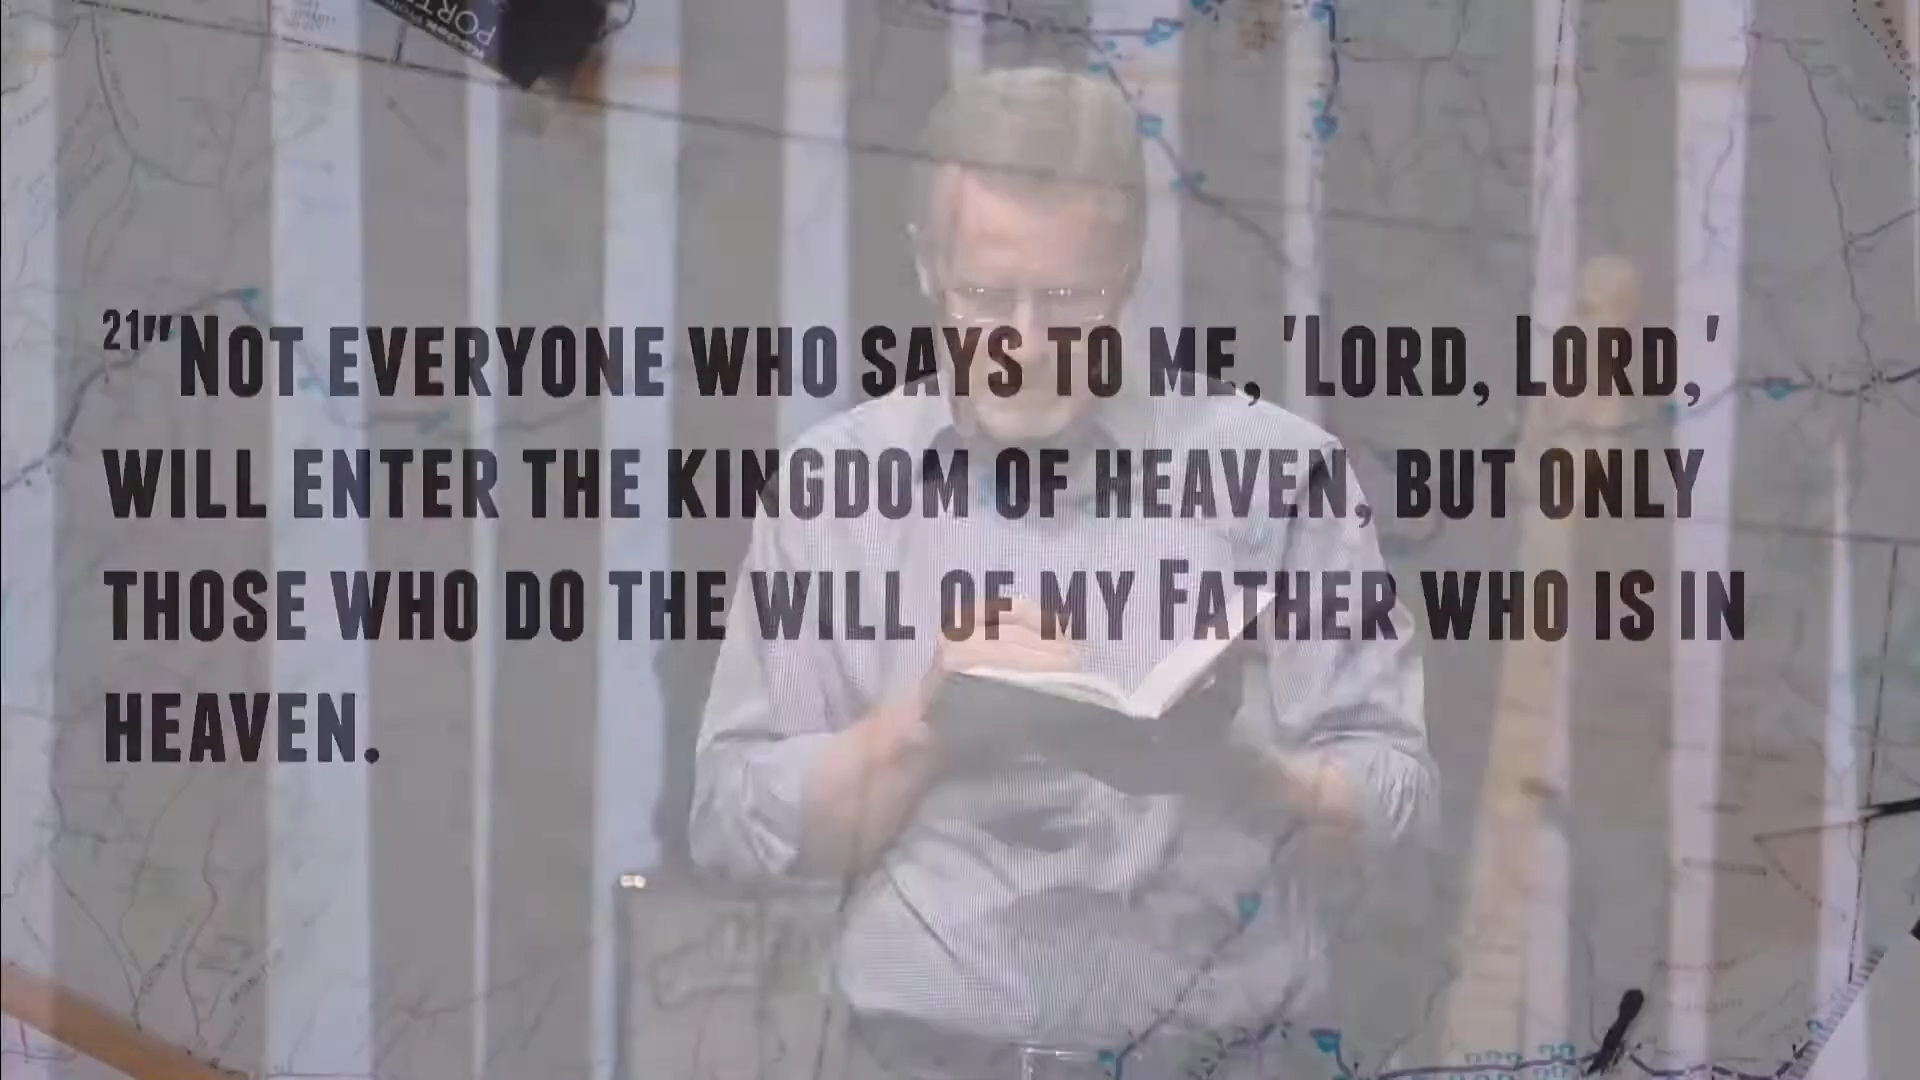 21"Not everyone who says to me, 'Lord, Lord,'
will enter the kingdom of heaven, but only
those who do the will of my Father who is in
heaven.
PORT